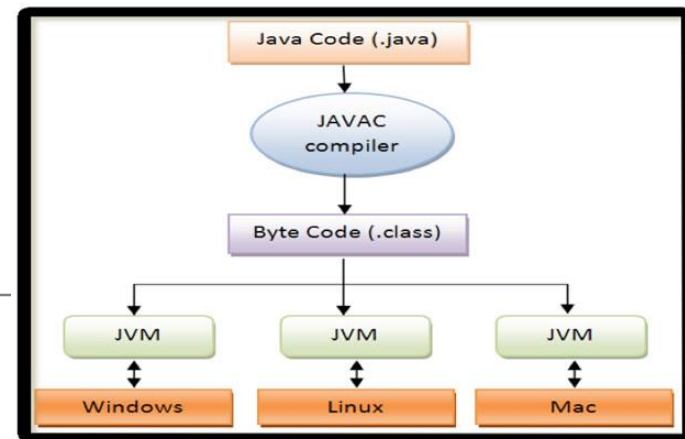 Java Code (.java)
JAVAC
compiler
Byte Code (.class)
JVM JVM JVM
Windows Linux Mac